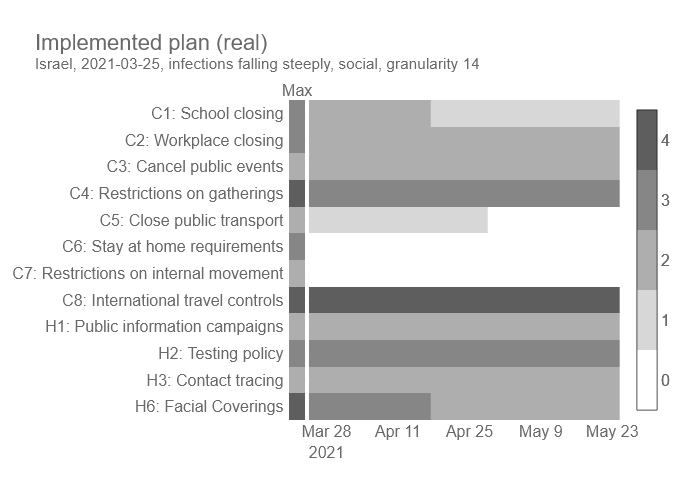 Implemented plan (real)
Israel, 2021-03-25, infections falling steeply, social, granularity 14
Max
C1: School closing
C2: Workplace closing
C3: Cancel public events
C4: Restrictions on gatherings
C5: Close public transport
C6: Stay at home requirements
C7: Restrictions on internal movement
C8: International travel controls
H1: Public information campaigns
H2: Testing policy
H3: Contact tracing
H6: Facial Coverings
4
3
2
1
0
Mar 28 Apr 11 Apr 25 May 9 May 23
2021